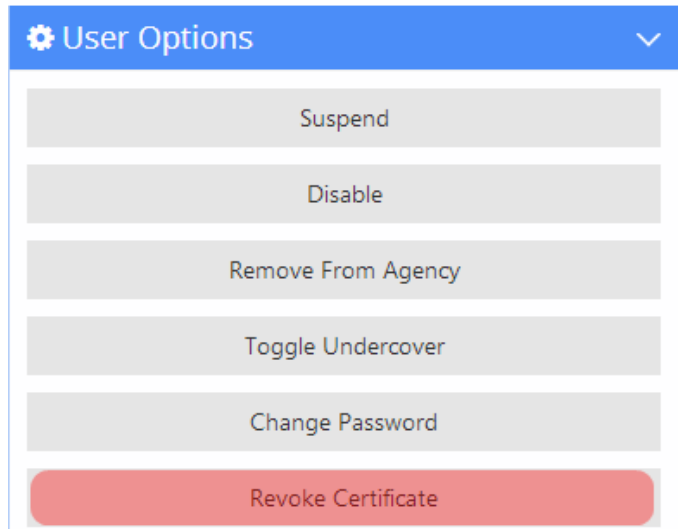 User Options
Suspend
Disable
Remove From Agency
Toggle Undercover
Change Password
Revoke Certificate